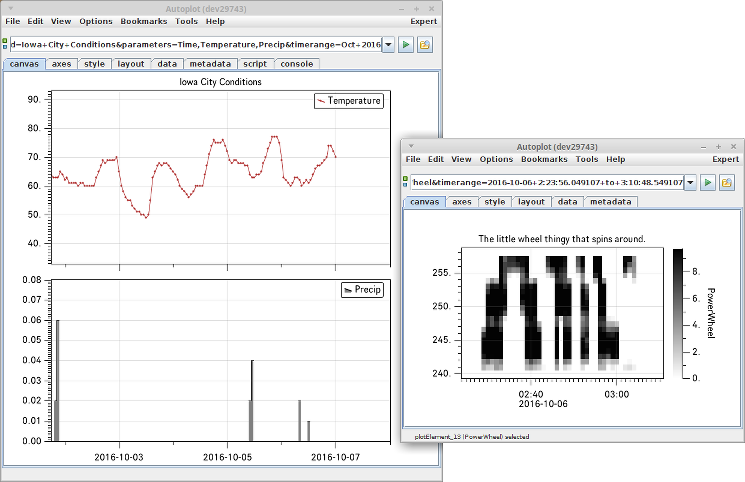 Autoplot (dev29743)
File Edit View Options Bookmarks Tools Help Expert
d=Iowa+City+Conditions&parameters=Time,Temperature,Precip&timerange=Oct+2016
canvas axes style layout data metadata script console
Iowa City Conditions
Temperature
90.
80.
70.
60.
50.
40.
Precip
0.08
0.07
0.06
0.05
0.04
0.03
0.02
0.01
0.00
2016-10-03 2016-10-05 2016-10-07
Autoplot (dev29743)
File Edit View Options Bookmarks Tools Help Expert
heel&timerange=2016-10-06+2:23:56.049107+to+3:10:48.549107
canvas axes style layout data metadata
The little wheel thingy that spins around.
255.
250.
245.
240.
8.
6.
4.
2.
0.
PowerWheel
02:40 03:00
2016-10-06
plotElement_13 (PowerWheel) selected